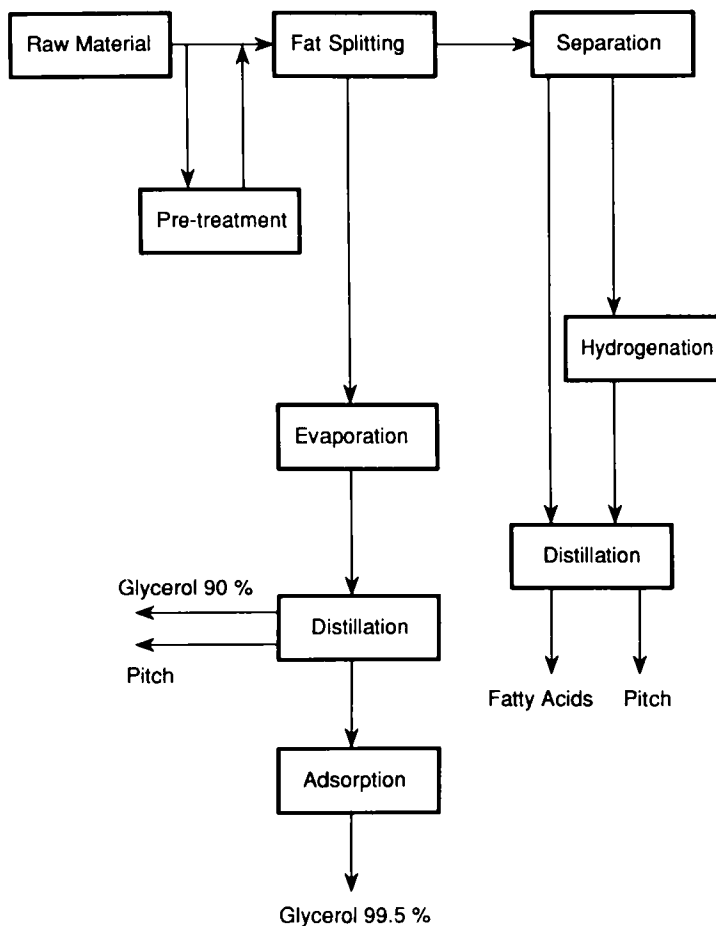 Raw Material
Fat Splitting
Separation
Pre-treatment
Hydrogenation
Evaporation
Distillation
Glycerol 90 %
Distillation
Pitch
Fatty Acids
Pitch
Adsorption
Glycerol 99.5 %